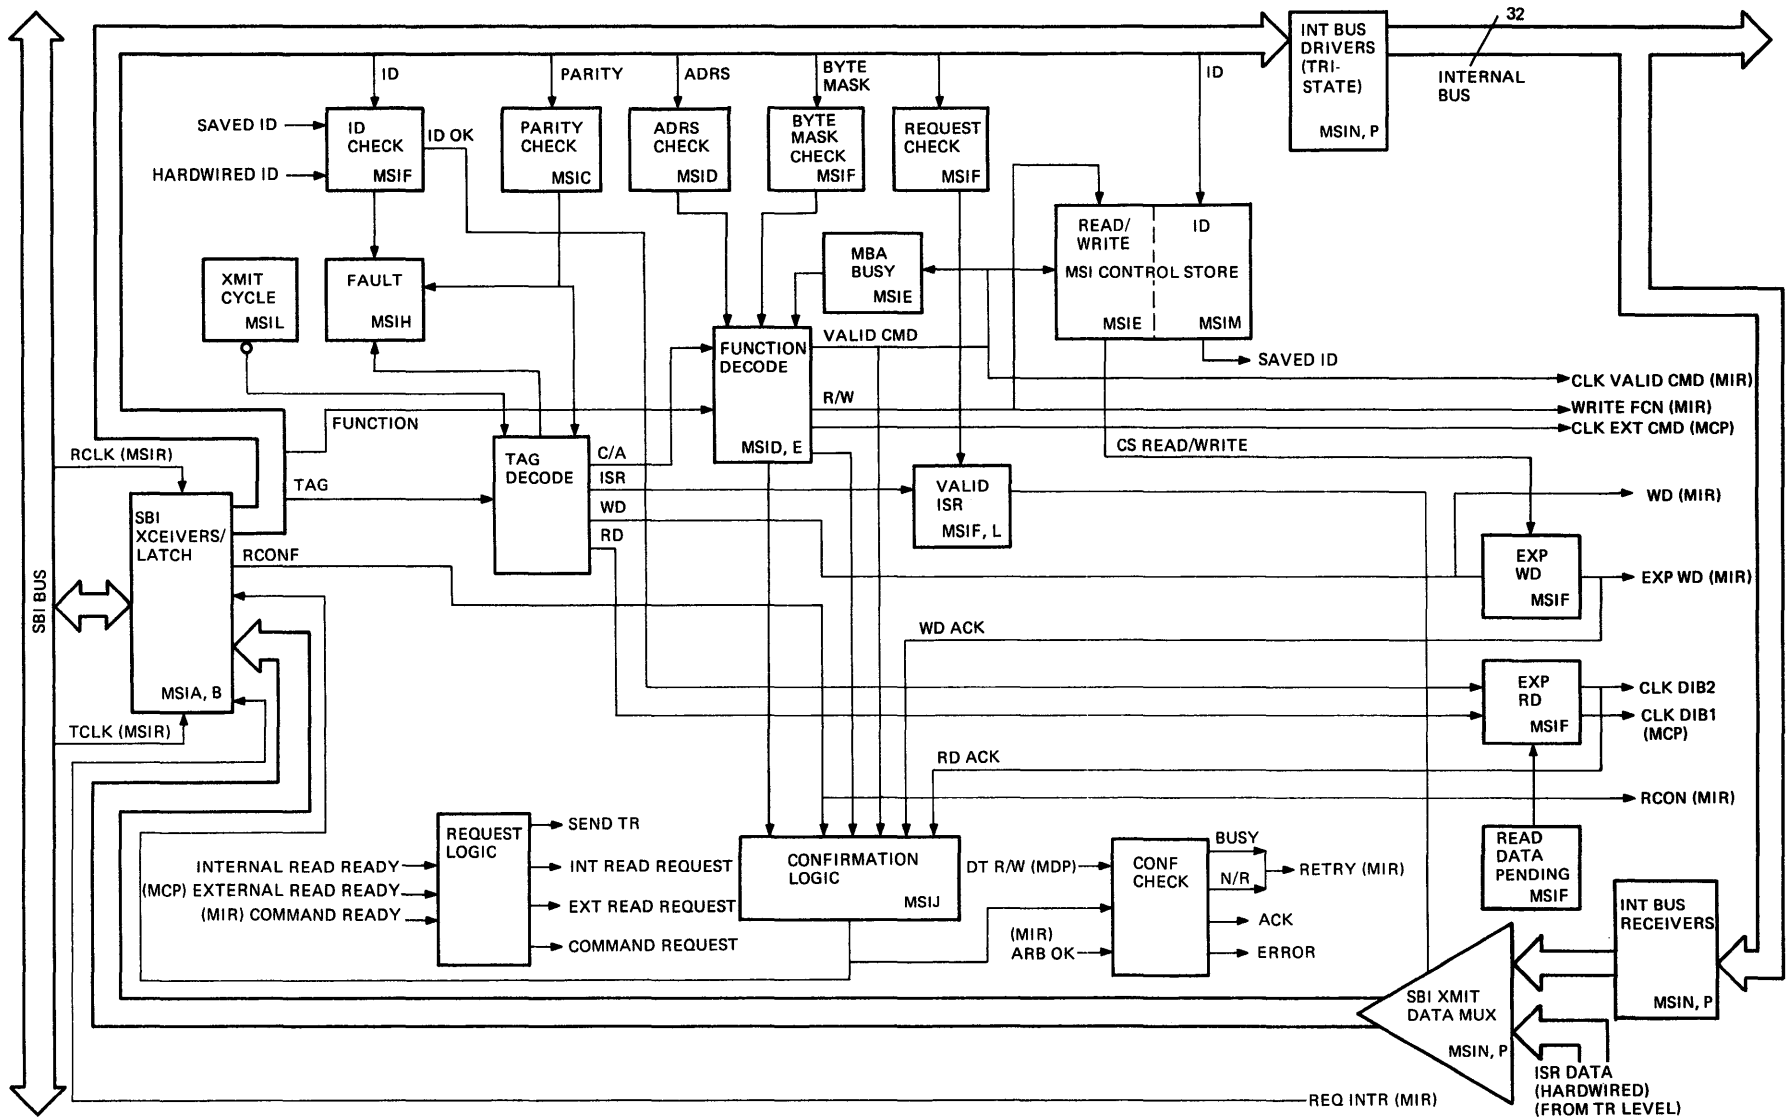 32
INT BUS
DRIVERS
(TRI-
STATE)
MSIN, P
INTERNAL
BUS
ID
PARITY
ADRS
BYTE
MASK
ID
SAVED ID
HARDWIRED ID
ID
CHECK
MSIF
ID OK
PARITY
CHECK
MSIC
ADRS
CHECK
MSID
BYTE
MASK
CHECK
MSIF
REQUEST
CHECK
MSIF
READ/
WRITE
ID
MSI CONTROL STORE
MSIE
MSIM
XMIT
CYCLE
MSIL
FAULT
MSIH
MBA
BUSY
MSIE
FUNCTION
DECODE
MSID, E
VALID CMD
SAVED ID
CLK VALID CMD (MIR)
R/W
WRITE FCN (MIR)
CLK EXT CMD (MCP)
FUNCTION
CS READ/WRITE
RCLK (MSIR)
TAG
TAG
DECODE
C/A
ISR
WD
RD
VALID
ISR
MSIF, L
WD (MIR)
SBI
XCEIVERS/
LATCH
MSIA, B
RCONF
EXP
WD
MSIF
EXP WD (MIR)
SBI BUS
WD ACK
EXP
RD
MSIF
CLK DIB2
CLK DIB1
(MCP)
TCLK (MSIR)
RD ACK
RCON (MIR)
REQUEST
LOGIC
SEND TR
INTERNAL READ READY
(MCP) EXTERNAL READ READY
(MIR) COMMAND READY
INT READ REQUEST
EXT READ REQUEST
COMMAND REQUEST
CONFIRMATION
LOGIC
MSIJ
DT R/W (MDP)
(MIR)
ARB OK
CONF
CHECK
BUSY
N/R
RETRY (MIR)
ACK
ERROR
READ
DATA
PENDING
MSIF
INT BUS
RECEIVERS
MSIN, P
SBI XMIT
DATA MUX
MSIN, P
ISR DATA
(HARDWIRED)
(FROM TR LEVEL)
REQ INTR (MIR)